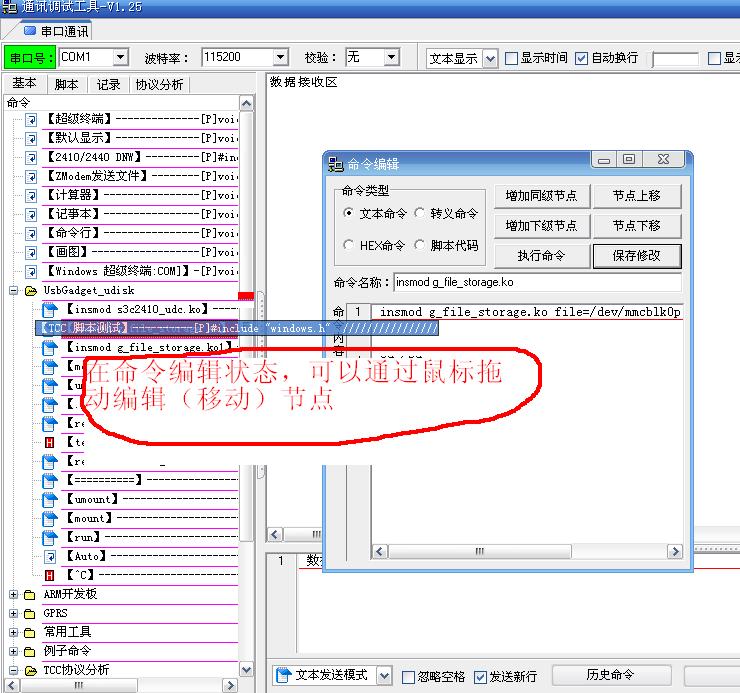 通讯调试工具-V1.25
串口通讯
串口号: COM1 波特率: 115200 校验: 无 文本显示 显示时间 自动换行
基本 脚本 记录 协议分析
命令
【超级终端】--------------[P]voi
【默认显示】--------------[P]voi
【2410/2440 DNW】---------[P]#in
【ZModem发送文件】--------[P]voi
【计算器】----------------[P]voi
【记事本】----------------[P]voi
【命令行】----------------[P]voi
【画图】------------------[P]voi
【Windows 超级终端:COM】-[P]voi
UsbGadget_udisk
【insmod s3c2410_udc.ko】
【TCC【脚本测试】 [P]#include "windows.h" ////////////////
【insmod g_file_storage.ko1】
【==========】
【umount】
【mount】
【run】
【Auto】
【^C】
ARM开发板
GPRS
常用工具
例子命令
TCC协议分析
数据接收区
命令编辑
命令类型
文本命令 转义命令
HEX命令 脚本代码
增加同级节点 节点上移
增加下级节点 节点下移
执行命令 保存修改
命令名称: insmod g_file_storage.ko
1 insmod g_file_storage.ko file=/dev/mmcblk0p
在命令编辑状态，可以通过鼠标拖
动编辑（移动）节点
1
文本发送模式 忽略空格 发送新行 历史命令